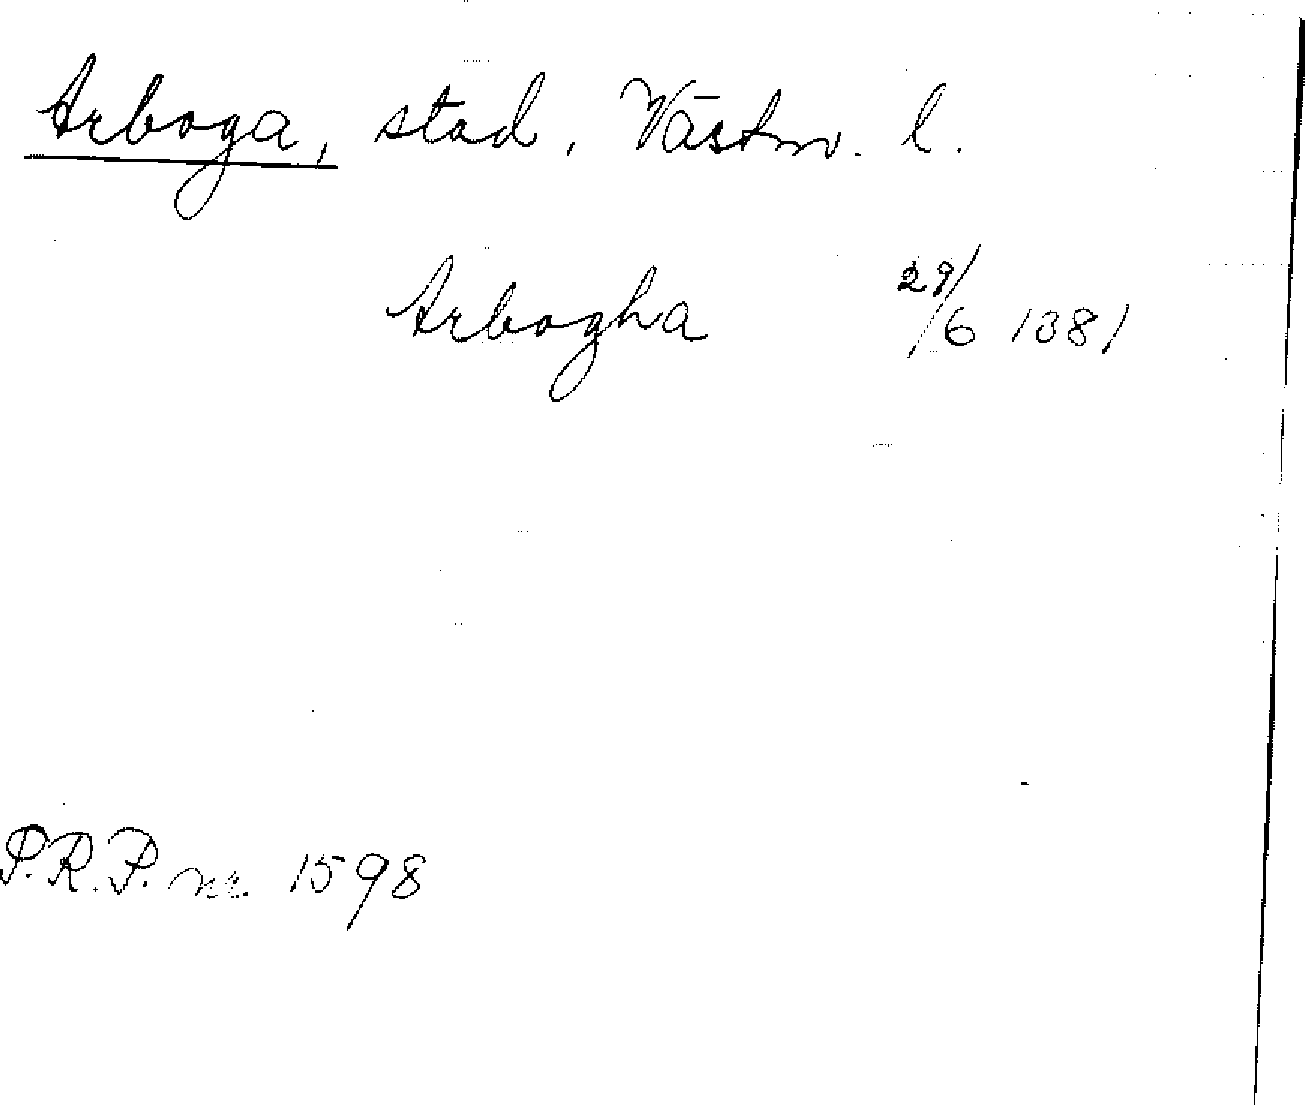 Arboga, stad, Västm. l.
Arbogha 29/6 1381
P.R.P. nr 1598